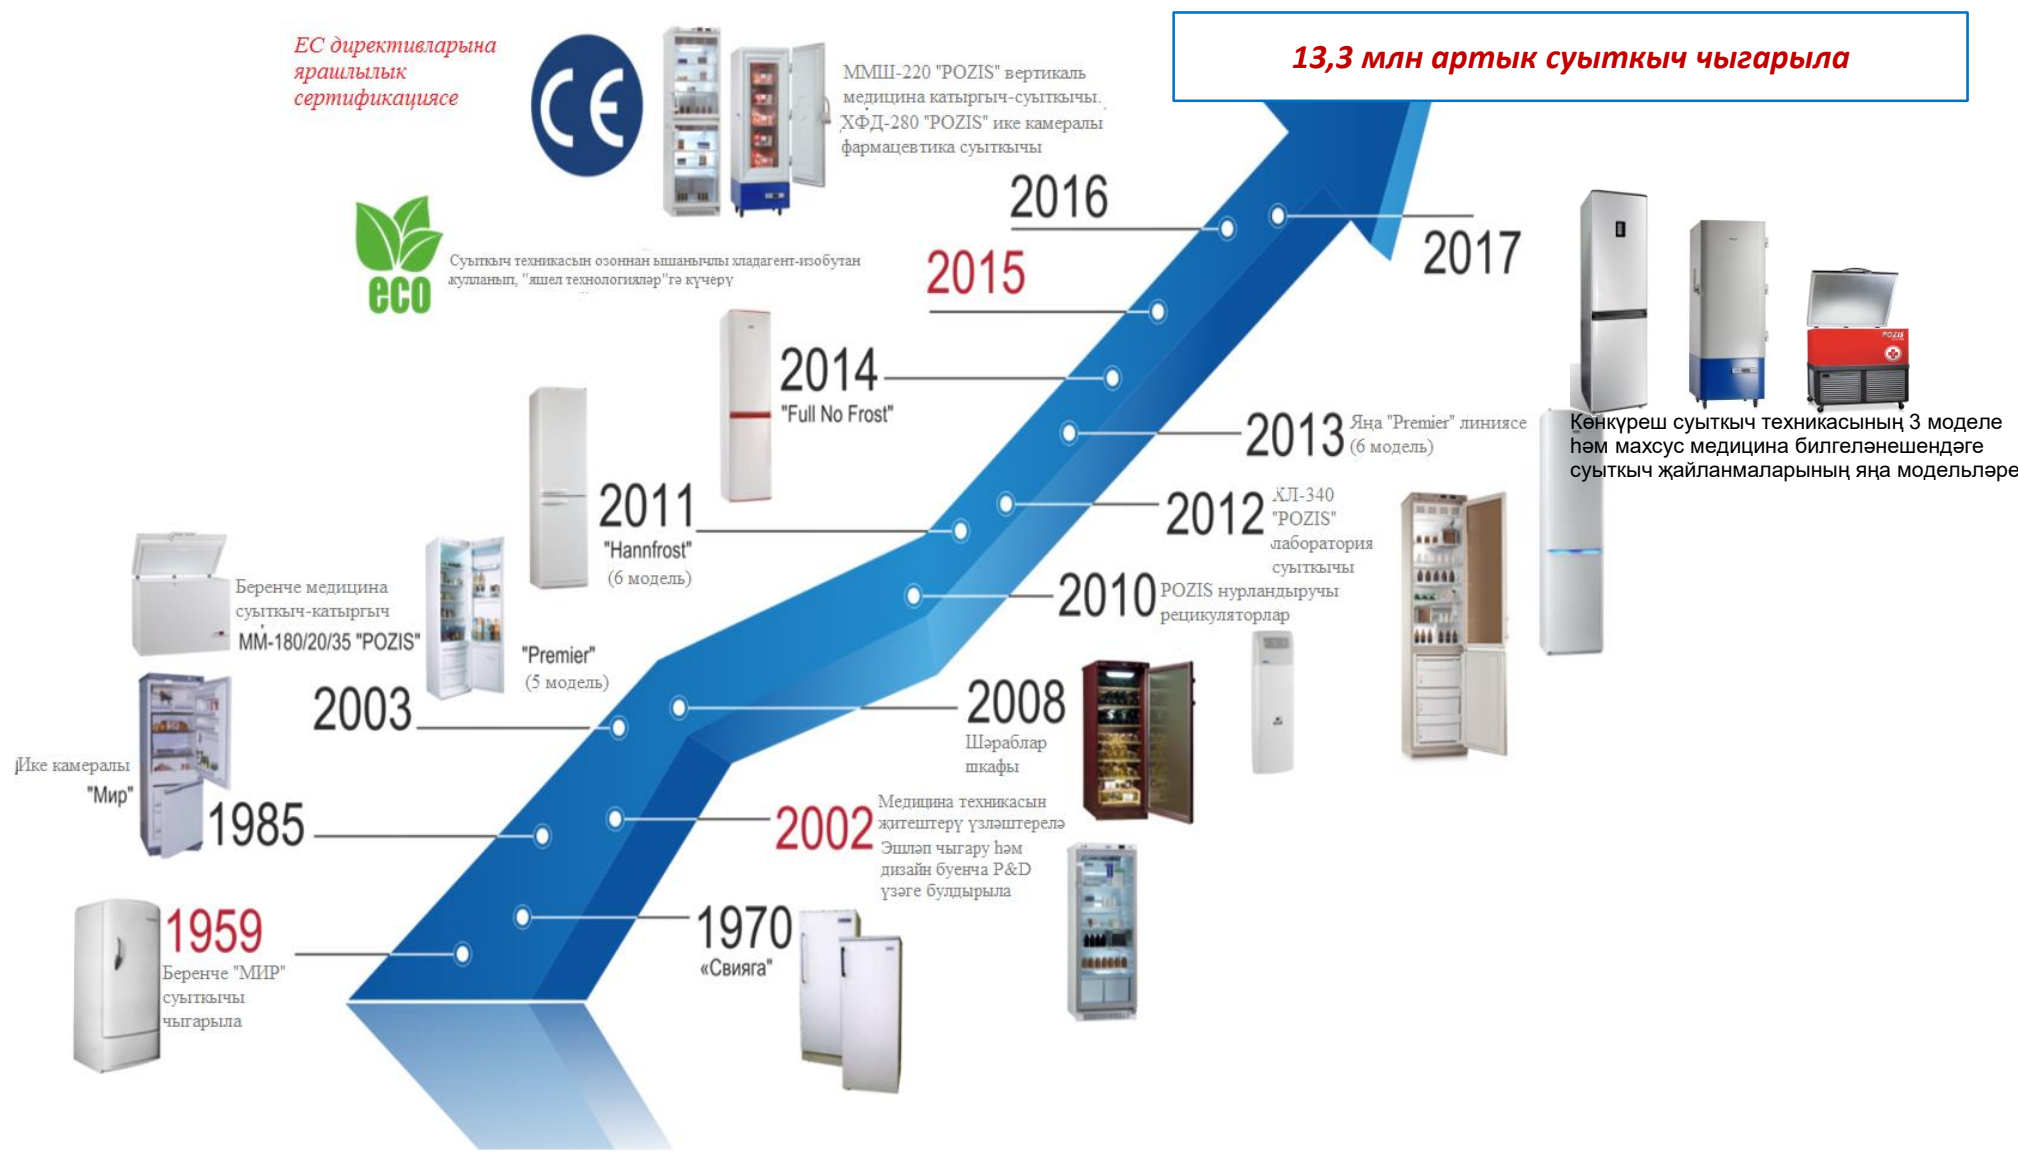 ЕС директивларына
ярашлылык
сертификациясе
CE
ММШ-220 "POZIS" вертикаль
медицина катыргыч-суыткычы.
ХФД-280 "POZIS" ике камералы
фармацевтика суыткычы
13,3 млн артык суыткыч чыгарыла
2016
2017
eco
Суыткыч техникасын озоннан ышанычлы хладагент-изобутан
кулланып, "яшел технологияләр"гә күчерү
2015
2014
"Full No Frost"
POZIS
Көнкүреш суыткыч техникасының 3 моделе
һәм махсус медицина билгеләнешендәге
суыткыч җайланмаларының яңа модельләре
2013
Яңа "Premier" линиясе
(6 модель)
2011
"Hannfrost"
(6 модель)
2012
ХЛ-340
"POZIS"
лаборатория
суыткычы
2010
POZIS нурландыручы
рецикуляторлар
Беренче медицина
суыткыч-катыргыч
ММ-180/20/35 "POZIS"
"Premier"
(5 модель)
2003
2008
Шәраблар
шкафы
Ике камералы
"Мир"
1985
2002
Медицина техникасын
җитештерү үзләштерелә
Эшләп чыгару һәм
дизайн буенча P&D
үзәге булдырыла
1959
Беренче "МИР"
суыткычы
чыгарыла
1970
«Свияга"